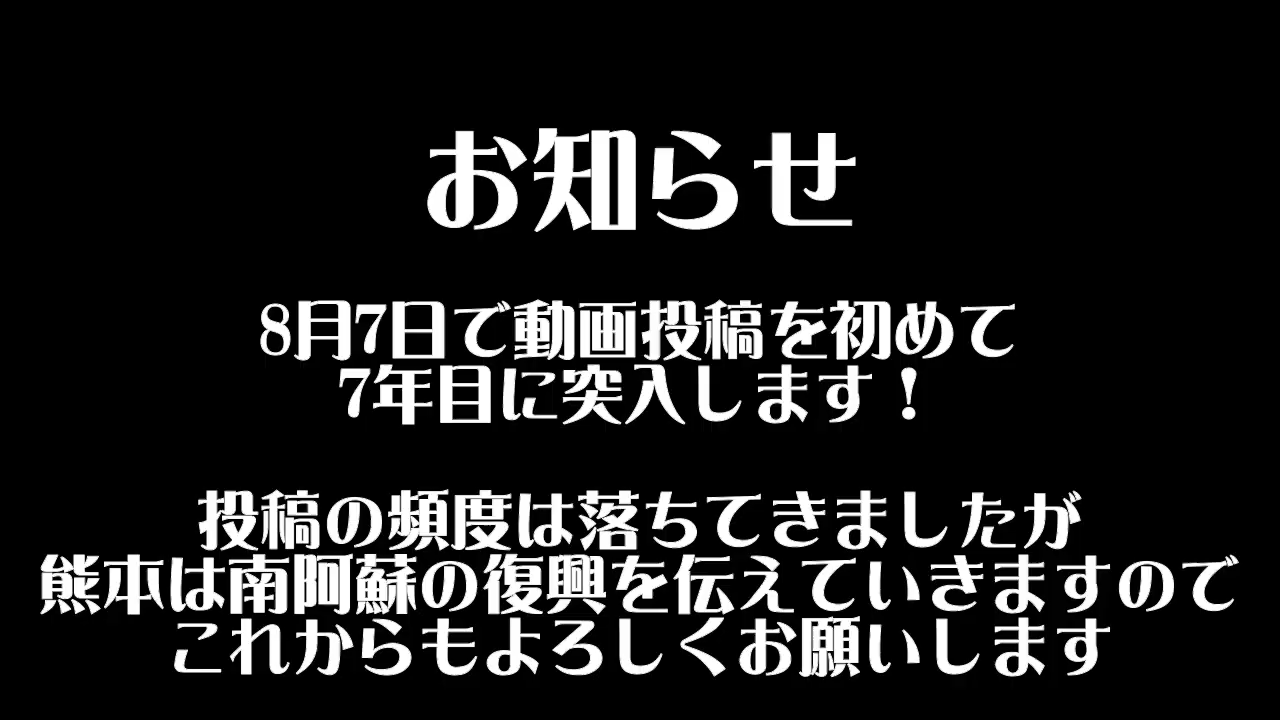 お知らせ
8月7日で動画投稿を初めて
7年目に突入します！
投稿の頻度は落ちてきましたが
熊本は南阿蘇の復興を伝えていきますので
これからもよろしくお願いします